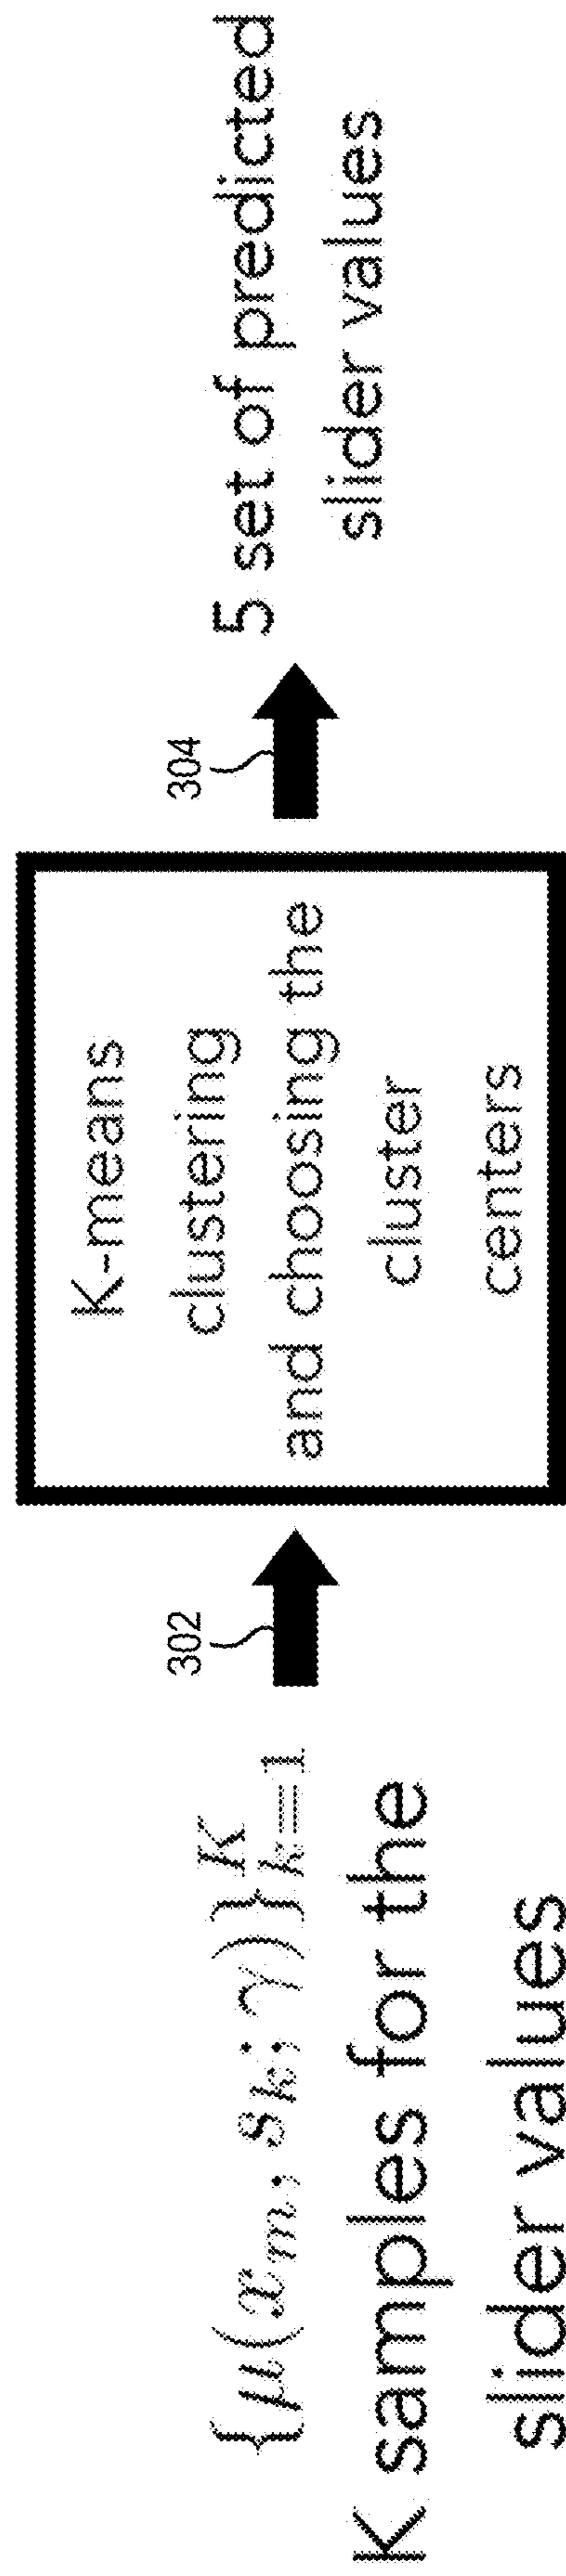 {μ(x_m, s_k; γ)}_{k=1}^K
K samples for the
slider values
302
K-means
clustering
and choosing the
cluster
centers
304
5 set of predicted
slider values